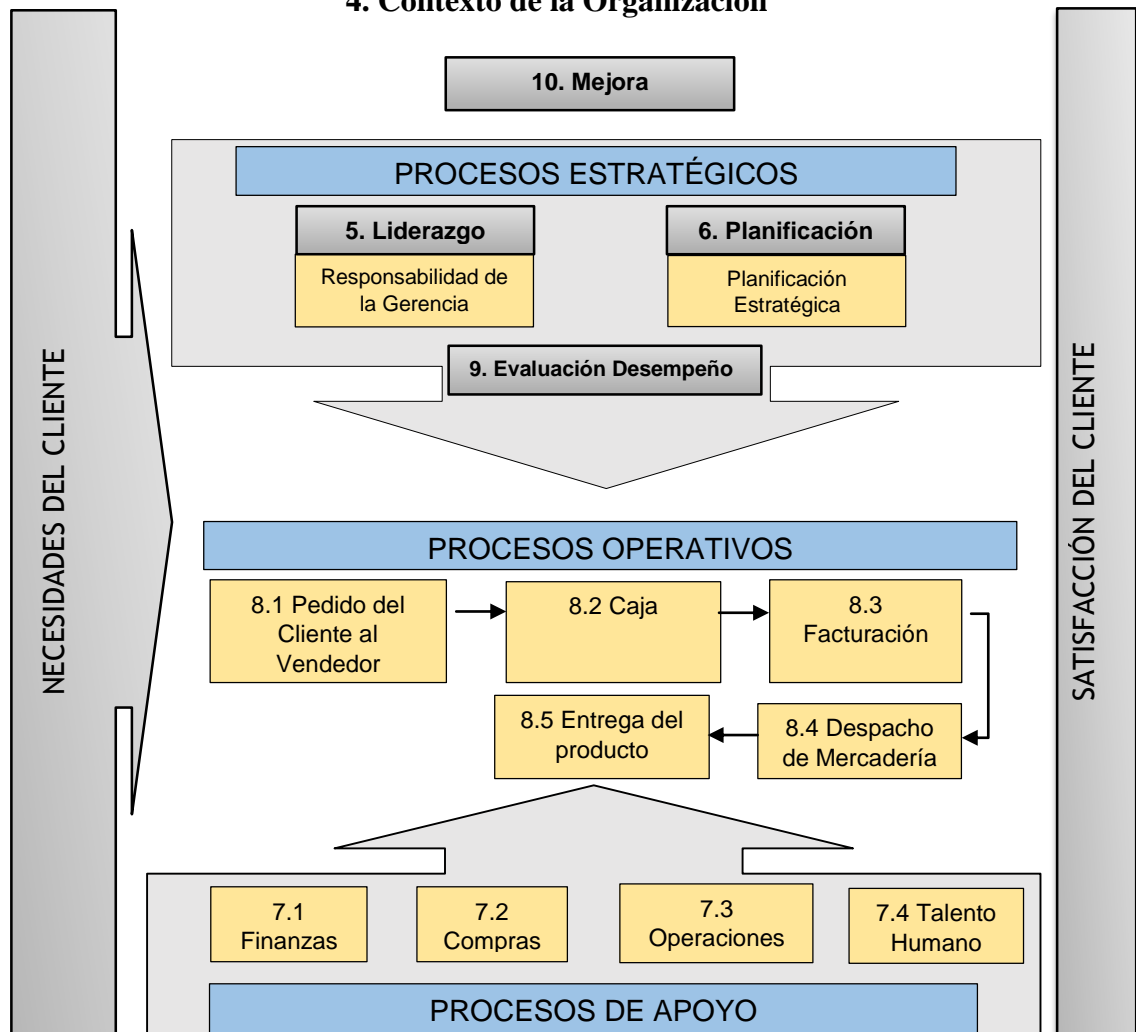 4. Contexto de la Organización
10. Mejora
PROCESOS ESTRATÉGICOS
5. Liderazgo
Responsabilidad de
la Gerencia
6. Planificación
Planificación
Estratégica
9. Evaluación Desempeño
NECESIDADES DEL CLIENTE
SATISFACCIÓN DEL CLIENTE
PROCESOS OPERATIVOS
8.1 Pedido del
Cliente al
Vendedor
8.2 Caja
8.3
Facturación
8.4 Despacho
de Mercadería
8.5 Entrega del
producto
7.1
Finanzas
7.2
Compras
7.3
Operaciones
7.4 Talento
Humano
PROCESOS DE APOYO